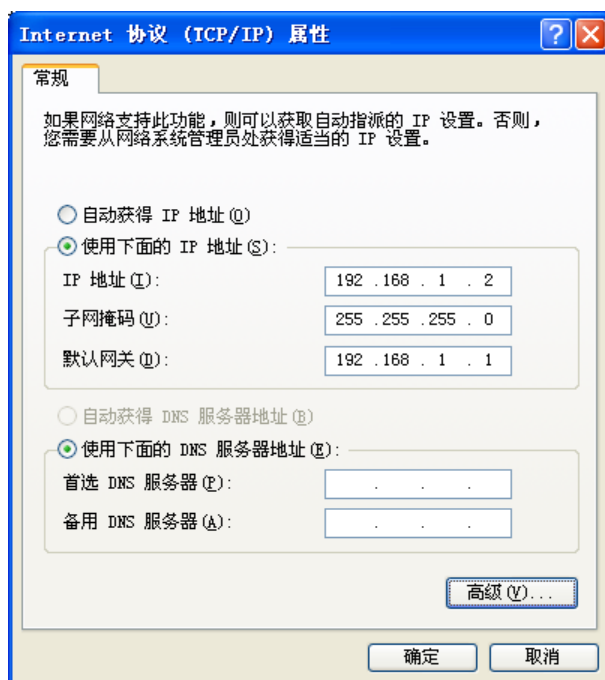 Internet 协议 (TCP/IP) 属性
常规
如果网络支持此功能，则可以获取自动指派的 IP 设置。否则，
您需要从网络系统管理员处获得适当的 IP 设置。
自动获得 IP 地址(O)
使用下面的 IP 地址(S):
IP 地址(I): 192 .168 . 1 . 2
子网掩码(U): 255 .255 .255 . 0
默认网关(D): 192 .168 . 1 . 1
自动获得 DNS 服务器地址(B)
使用下面的 DNS 服务器地址(E):
首选 DNS 服务器(P): . . .
备用 DNS 服务器(A): . . .
高级(V)...
确定 取消